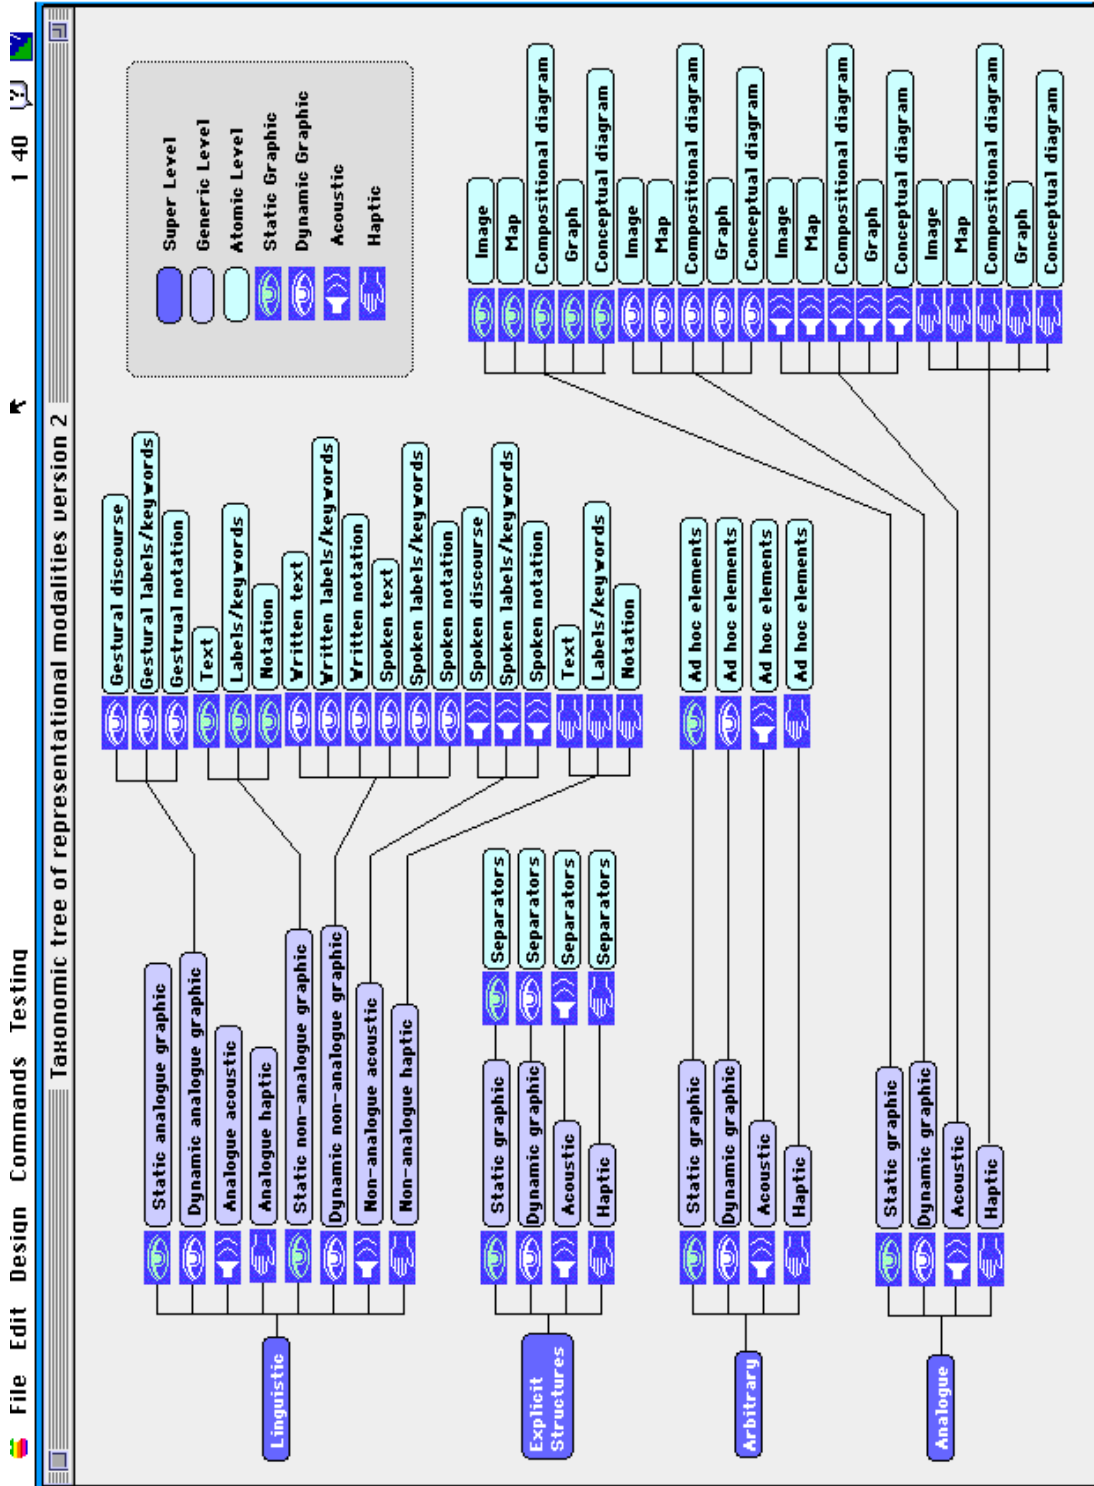 File Edit Design Commands Testing 1 40
Taxonomic tree of representational modalities version 2
Super Level
Generic Level
Atomic Level
Static Graphic
Dynamic Graphic
Acoustic
Haptic
Linguistic
Static analogue graphic
Dynamic analogue graphic
Analogue acoustic
Analogue haptic
Static non-analogue graphic
Dynamic non-analogue graphic
Non-analogue acoustic
Non-analogue haptic
Gestural discourse
Gestural labels/keywords
Gestrual notation
Text
Labels/keywords
Notation
Written text
Written labels/keywords
Written notation
Spoken text
Spoken labels/keywords
Spoken notation
Spoken discourse
Spoken labels/keywords
Spoken notation
Text
Labels/keywords
Notation
Explicit
Structures
Static graphic
Dynamic graphic
Acoustic
Haptic
Separators
Separators
Separators
Separators
Arbitrary
Static graphic
Dynamic graphic
Acoustic
Haptic
Ad hoc elements
Ad hoc elements
Ad hoc elements
Ad hoc elements
Analogue
Static graphic
Dynamic graphic
Acoustic
Haptic
Image
Map
Compositional diagram
Graph
Conceptual diagram
Image
Map
Compositional diagram
Graph
Conceptual diagram
Image
Map
Compositional diagram
Graph
Conceptual diagram
Image
Map
Compositional diagram
Graph
Conceptual diagram